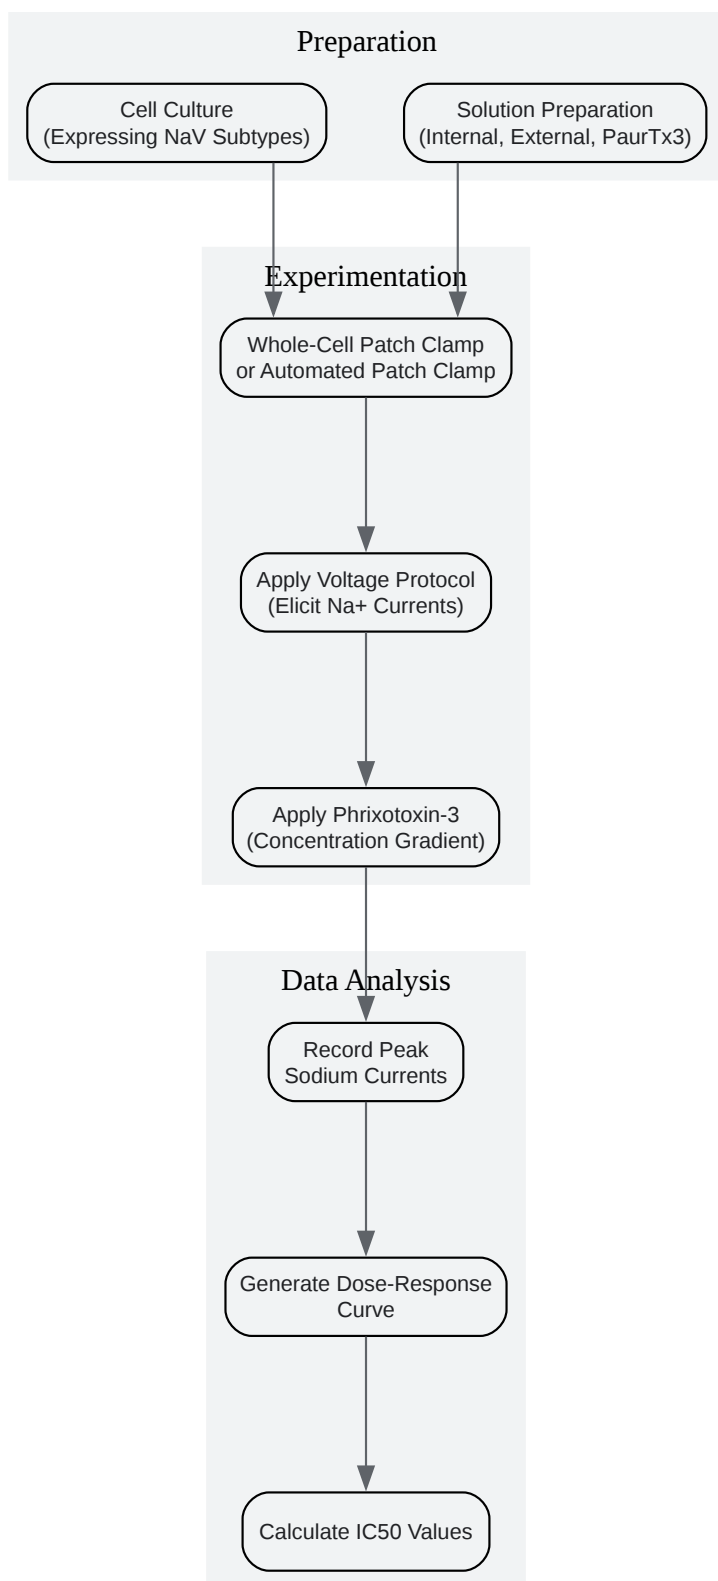 Preparation
Cell Culture
(Expressing NaV Subtypes)
Solution Preparation
(Internal, External, PaurTx3)
Experimentation
Whole-Cell Patch Clamp
or Automated Patch Clamp
Apply Voltage Protocol
(Elicit Na+ Currents)
Apply Phrixotoxin-3
(Concentration Gradient)
Data Analysis
Record Peak
Sodium Currents
Generate Dose-Response
Curve
Calculate IC50 Values